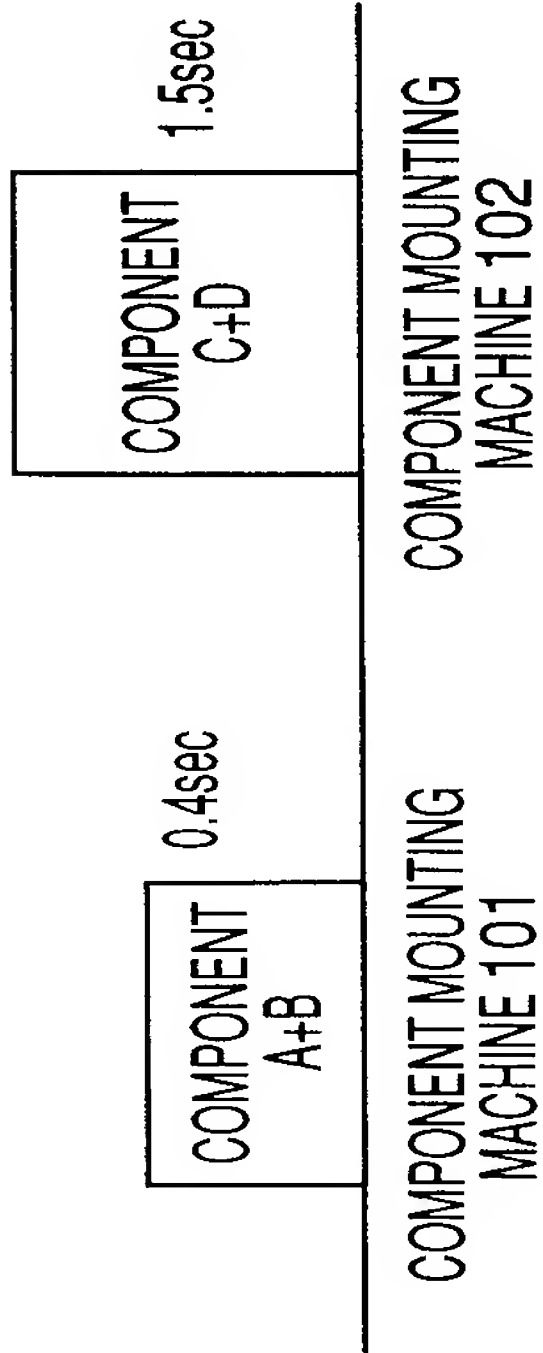 COMPONENT
A+B
0.4sec
COMPONENT MOUNTING
MACHINE 101
COMPONENT
C+D
1.5sec
COMPONENT MOUNTING
MACHINE 102